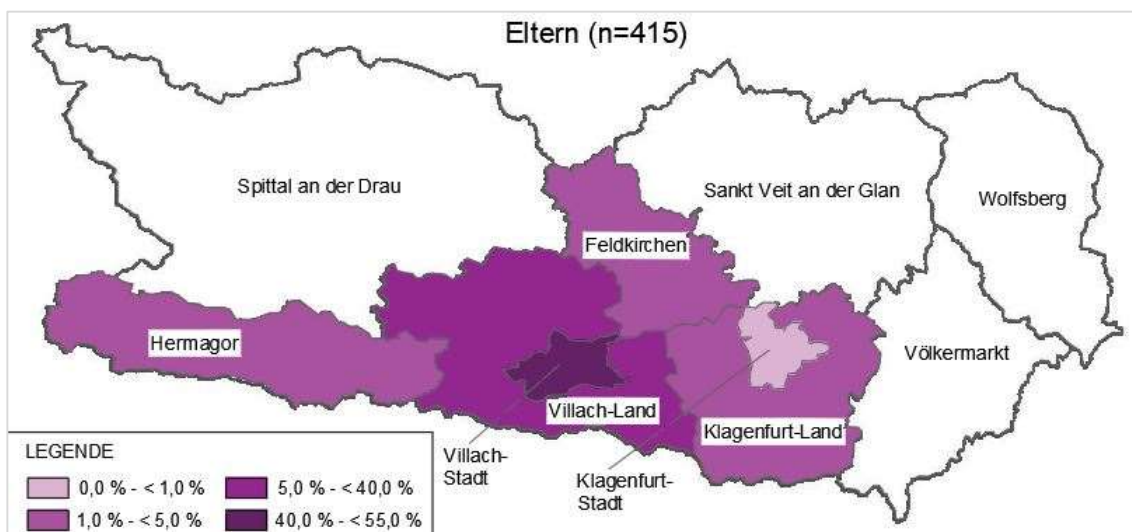 Eltern (n=415)
Spittal an der Drau
Sankt Veit an der Glan
Wolfsberg
Feldkirchen
Hermagor
Völkermarkt
Villach-Land
Klagenfurt-Land
Villach-
Stadt
Klagenfurt-
Stadt
LEGENDE
0,0 % - < 1,0 %
5,0 % - < 40,0 %
1,0 % - < 5,0 %
40,0 % - < 55,0 %